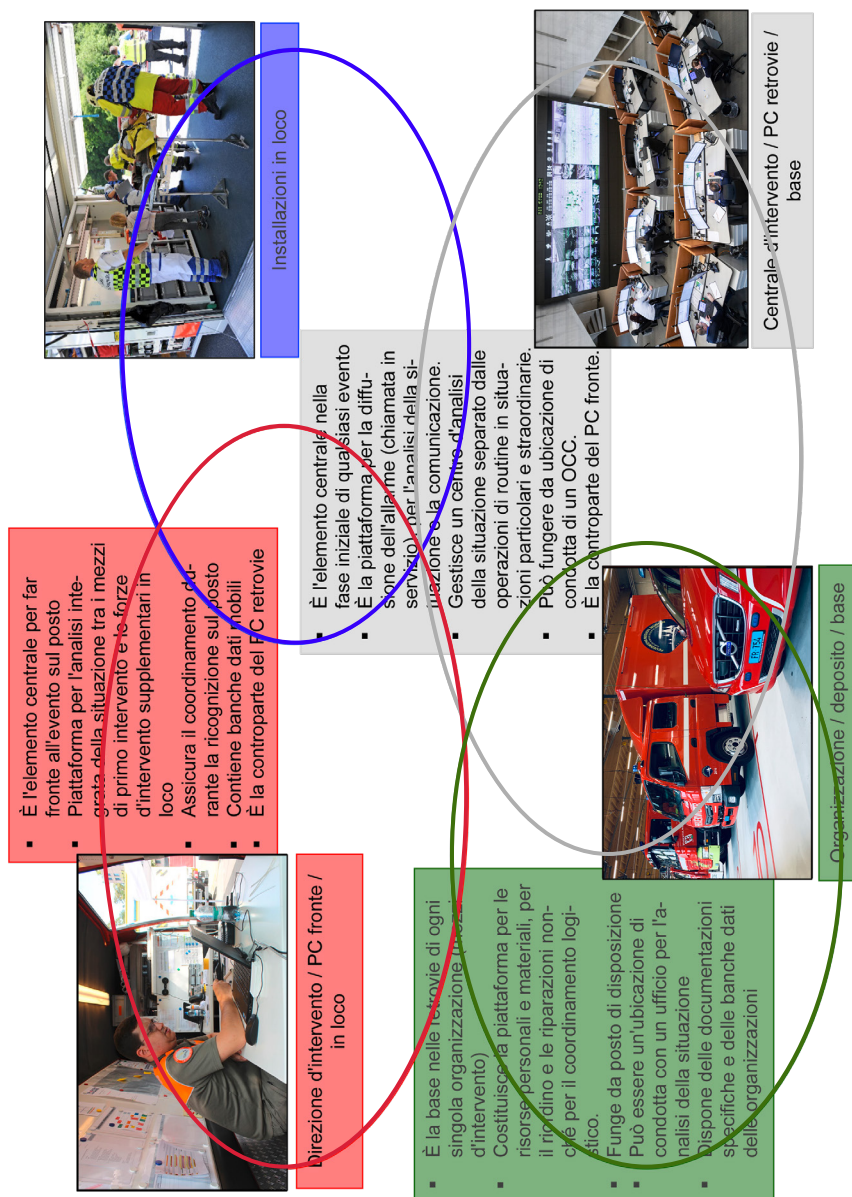 Direzione d'intervento / PC fronte /
in loco
▪ È l'elemento centrale per far
fronte all'evento sul posto
▪ Piattaforma per l'analisi inte-
grata della situazione tra i mezzi
di primo intervento e le forze
d'intervento supplementari in
loco
▪ Assicura il coordinamento du-
rante la ricognizione sul posto
▪ Contiene banche dati mobili
▪ È la controparte del PC retrovie
Installazioni in loco
▪ È l'elemento centrale nella
fase iniziale di qualsiasi evento
▪ È la piattaforma per la diffu-
sione dell'allarme (chiamata in
servizio), per l'analisi della si-
tuazione e la comunicazione.
▪ Gestisce un centro d'analisi
della situazione separato dalle
operazioni di routine in situa-
zioni particolari e straordinarie.
▪ Può fungere da ubicazione di
condotta di un OCC.
▪ È la controparte del PC fronte.
▪ È la base nelle retrovie di ogni
singola organizzazione (mezzi
d'intervento)
▪ Costituisce la piattaforma per le
risorse personali e materiali, per
il riordino e le riparazioni non-
ché per il coordinamento logi-
stico.
▪ Funge da posto di disposizione
▪ Può essere un'ubicazione di
condotta con un ufficio per l'a-
nalisi della situazione
▪ Dispone delle documentazioni
specifiche e delle banche dati
delle organizzazioni
Organizzazione / deposito / base
Centrale d'intervento / PC retrovie /
base